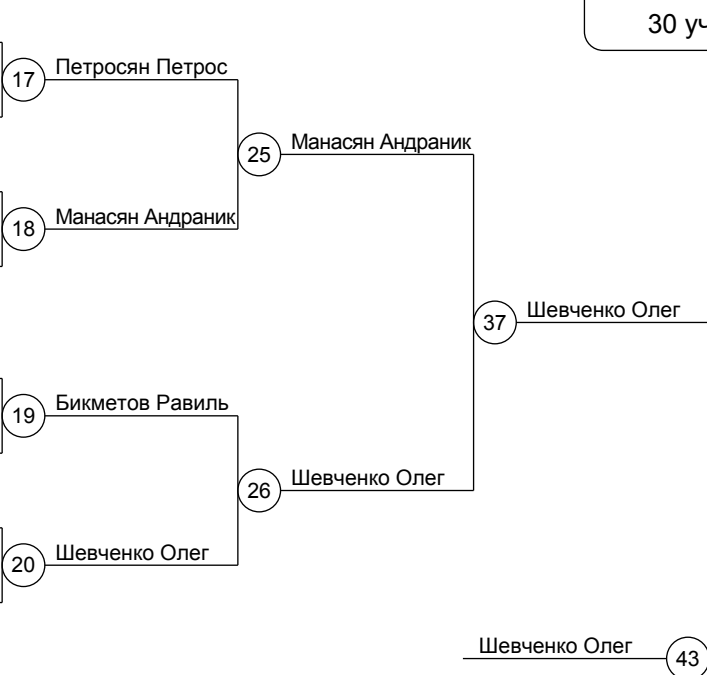 30 уч
17 Петросян Петрос
25 Манасян Андраник
18 Манасян Андраник
37 Шевченко Олег
19 Бикметов Равиль
26 Шевченко Олег
20 Шевченко Олег
Шевченко Олег 43